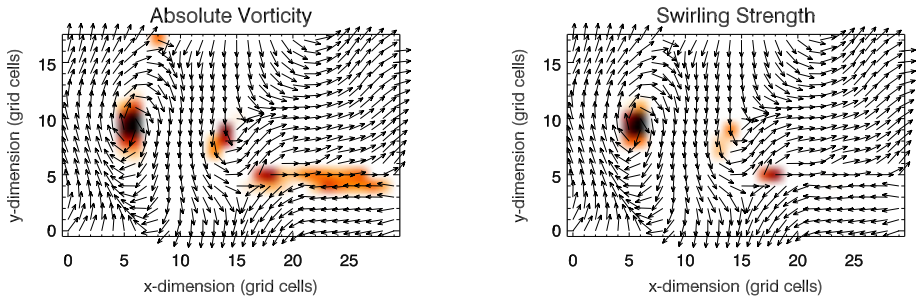 Absolute Vorticity
y-dimension (grid cells)
15
10
5
0
0 5 10 15 20 25
x-dimension (grid cells)
Swirling Strength
y-dimension (grid cells)
15
10
5
0
0 5 10 15 20 25
x-dimension (grid cells)